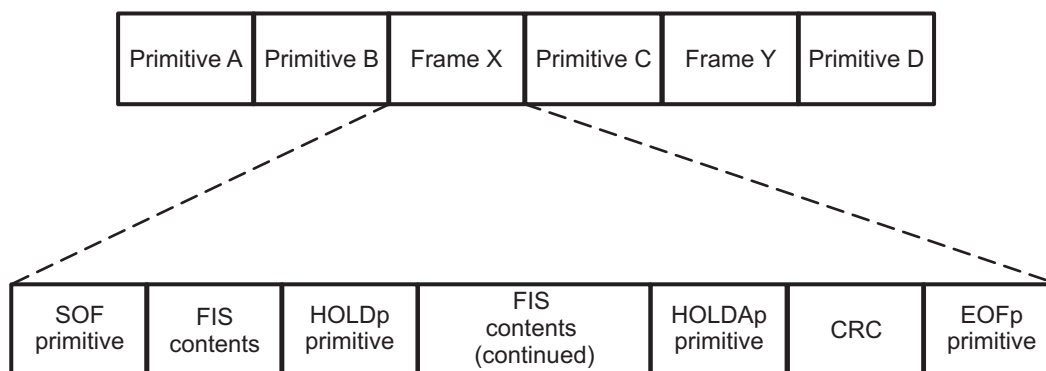 Primitive A
Primitive B
Frame X
Primitive C
Frame Y
Primitive D
SOF
primitive
FIS
contents
HOLDp
primitive
FIS
contents
(continued)
HOLDAp
primitive
CRC
EOFp
primitive